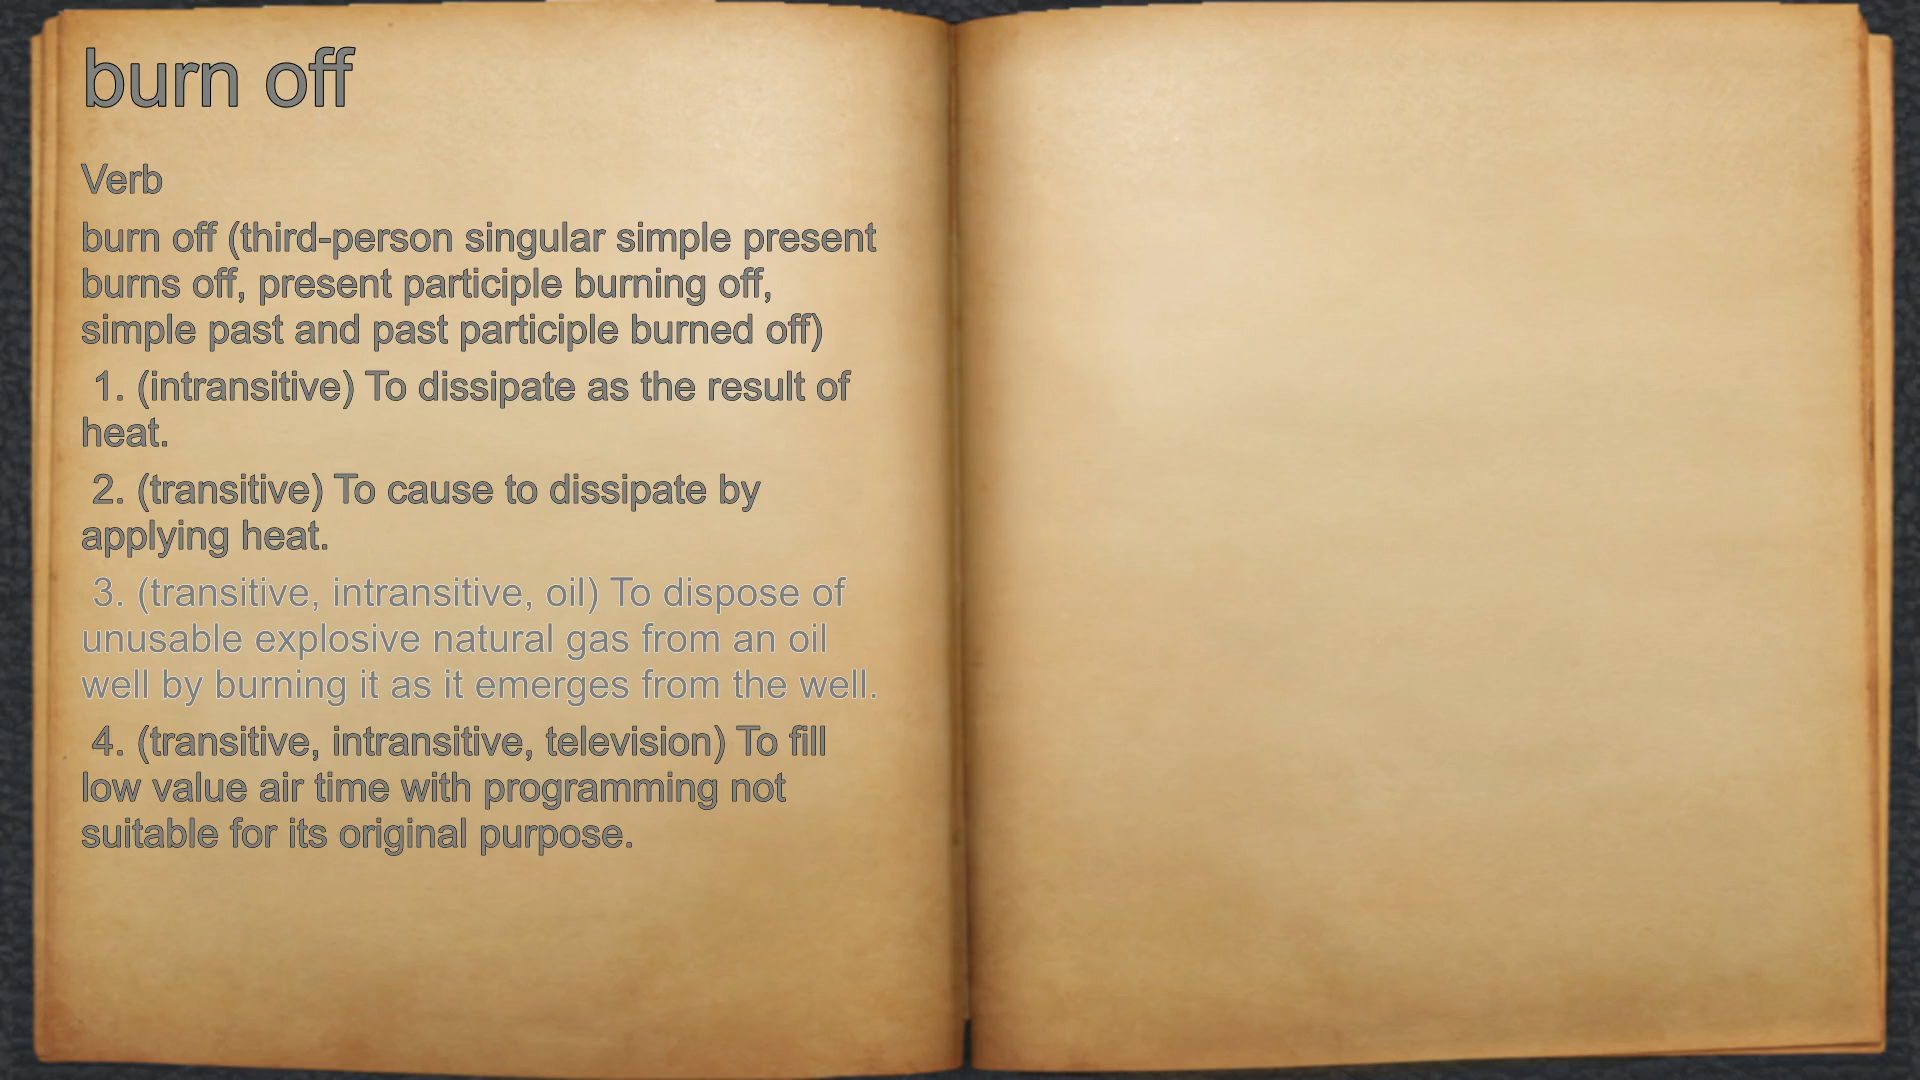 burn off
Verb
burn off (third-person singular simple present
burns off, present participle burning off,
simple past and past participle burned off)
1. (intransitive) To dissipate as the result of
heat.
2. (transitive) To cause to dissipate by
applying heat.
3. (transitive, intransitive, oil) To dispose of
unusable explosive natural gas from an oil
well by burning it as it emerges from the well.
4. (transitive, intransitive, television) To fill
low value air time with programming not
suitable for its original purpose.